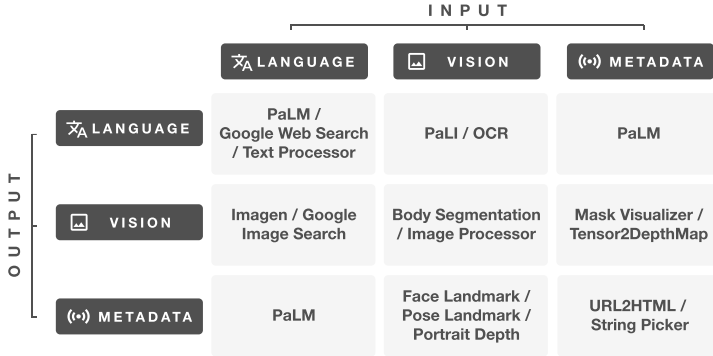 INPUT
LANGUAGE
VISION
METADATA
OUTPUT
LANGUAGE
PaLM /
Google Web Search
/ Text Processor
PaLI / OCR
PaLM
VISION
Imagen / Google
Image Search
Body Segmentation
/ Image Processor
Mask Visualizer /
Tensor2DepthMap
METADATA
PaLM
Face Landmark /
Pose Landmark /
Portrait Depth
URL2HTML /
String Picker